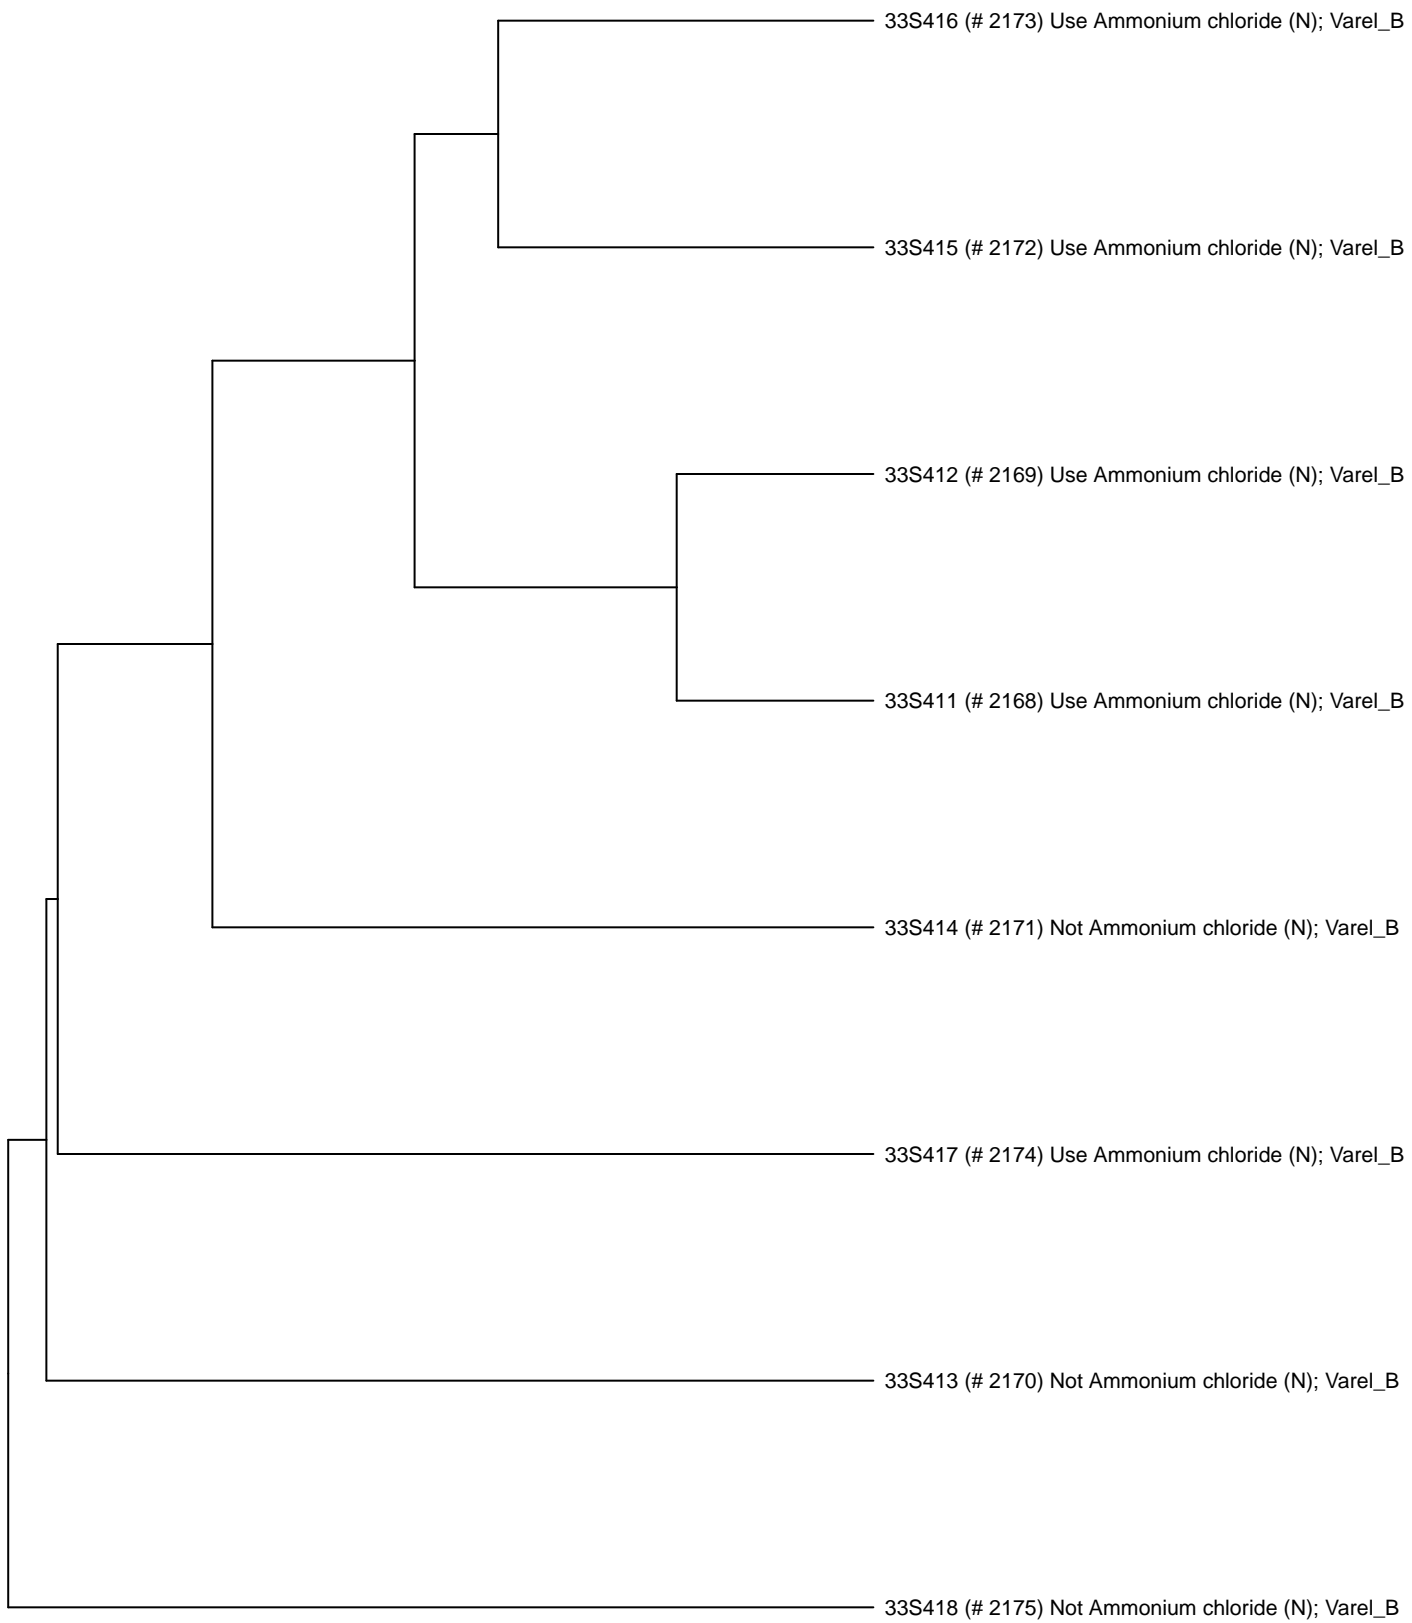 33S416 (# 2173) Use Ammonium chloride (N); Varel_B
33S415 (# 2172) Use Ammonium chloride (N); Varel_B
33S412 (# 2169) Use Ammonium chloride (N); Varel_B
33S411 (# 2168) Use Ammonium chloride (N); Varel_B
33S414 (# 2171) Not Ammonium chloride (N); Varel_B
33S417 (# 2174) Use Ammonium chloride (N); Varel_B
33S413 (# 2170) Not Ammonium chloride (N); Varel_B
33S418 (# 2175) Not Ammonium chloride (N); Varel_B